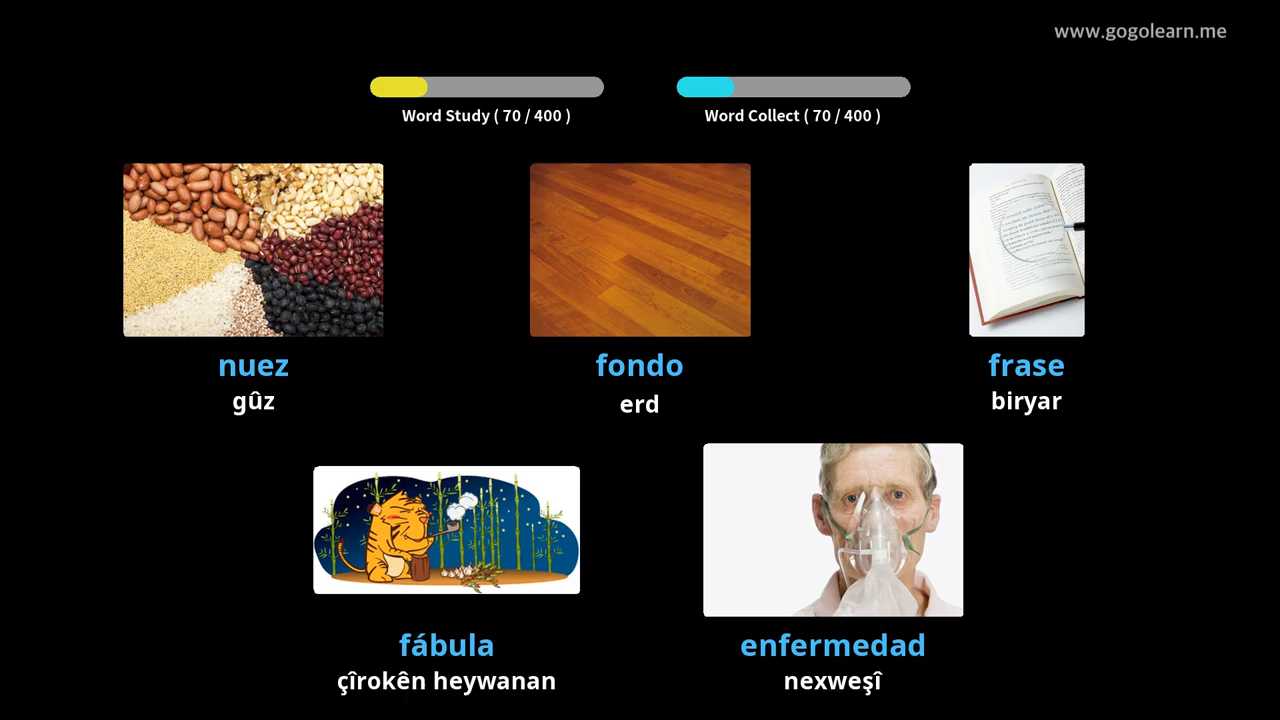 www.gogolearn.me
Word Study ( 70 / 400 )
Word Collect ( 70 / 400 )
nuez
gûz
fondo
erd
frase
biryar
fábula
çîrokên heywanan
enfermedad
nexweşî